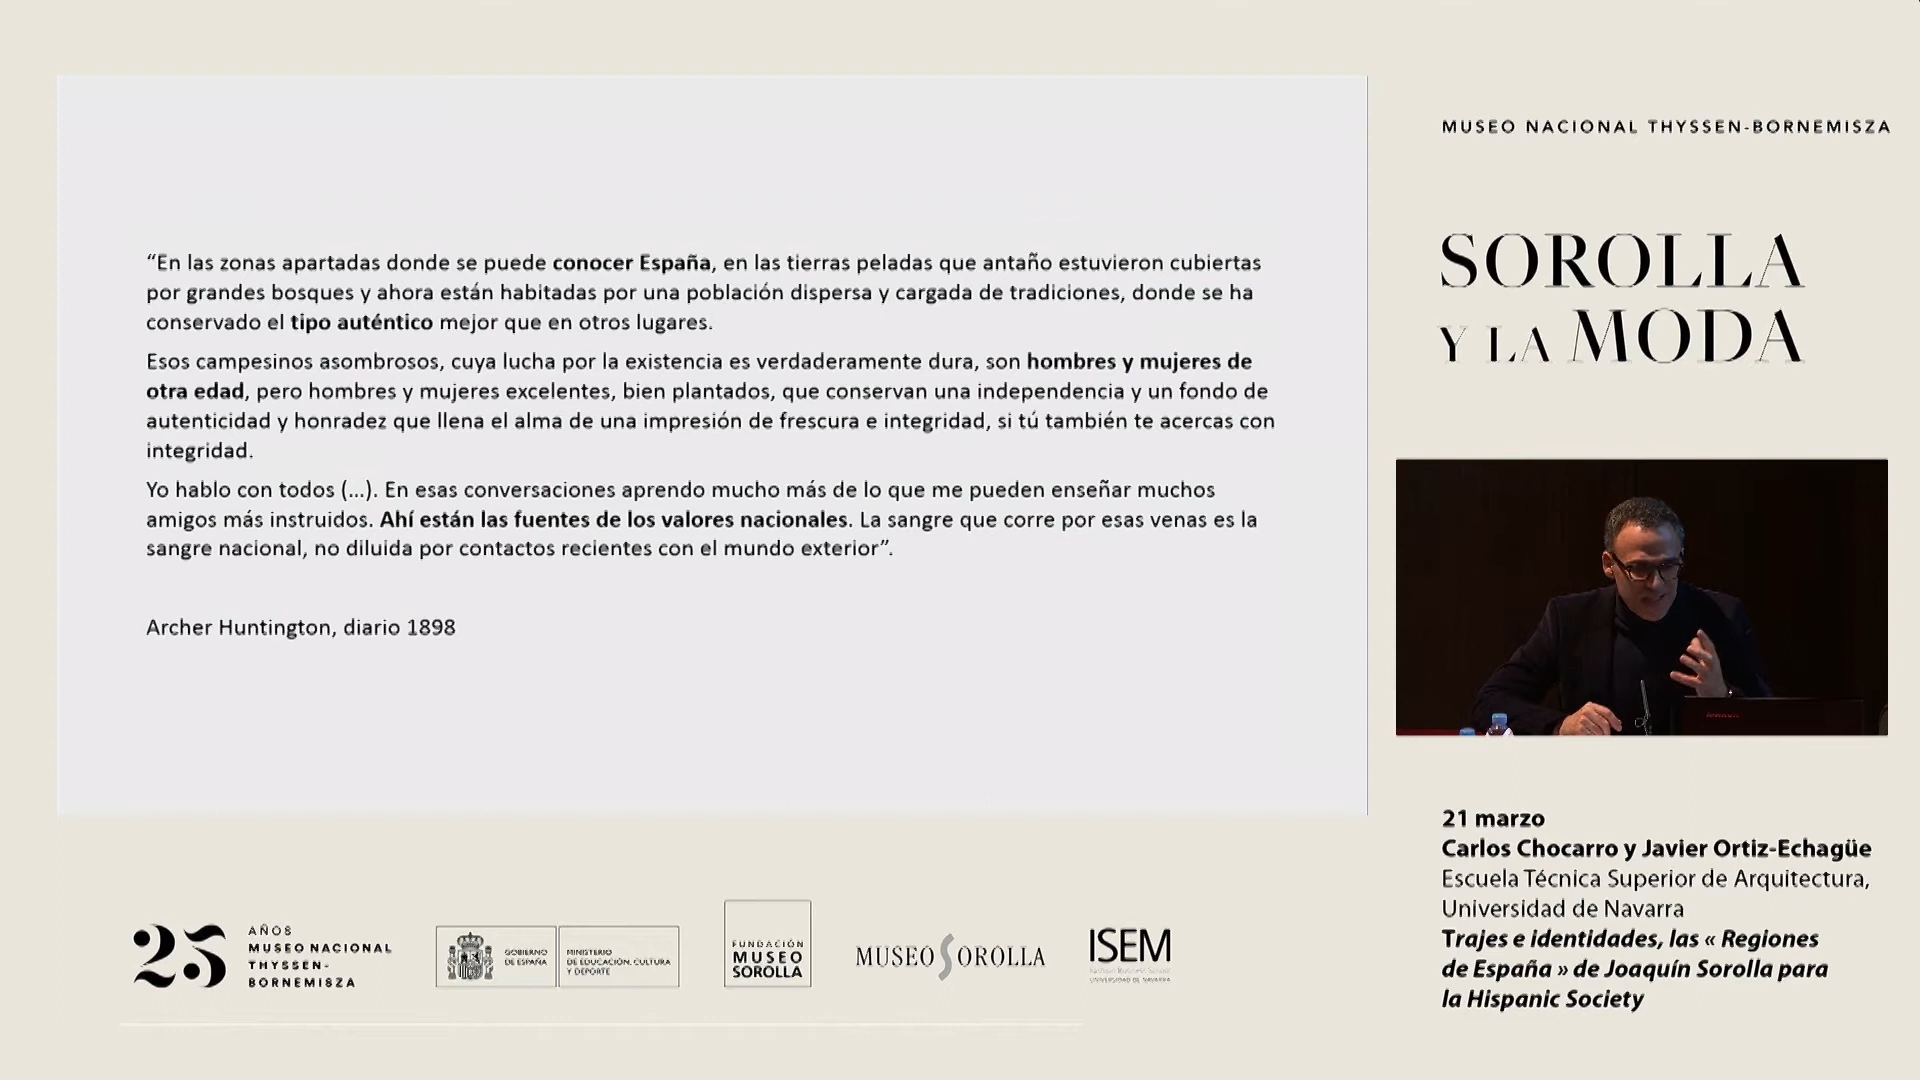 “En las zonas apartadas donde se puede conocer España, en las tierras peladas que antaño estuvieron cubiertas
por grandes bosques y ahora están habitadas por una población dispersa y cargada de tradiciones, donde se ha
conservado el tipo auténtico mejor que en otros lugares.
Esos campesinos asombrosos, cuya lucha por la existencia es verdaderamente dura, son hombres y mujeres de
otra edad, pero hombres y mujeres excelentes, bien plantados, que conservan una independencia y un fondo de
autenticidad y honradez que llena el alma de una impresión de frescura e integridad, si tú también te acercas con
integridad.
Yo hablo con todos (...). En esas conversaciones aprendo mucho más de lo que me pueden enseñar muchos
amigos más instruidos. Ahí están las fuentes de los valores nacionales. La sangre que corre por esas venas es la
sangre nacional, no diluida por contactos recientes con el mundo exterior”.
Archer Huntington, diario 1898
MUSEO NACIONAL THYSSEN-BORNEMISZA
SOROLLA
Y LA MODA
21 marzo
Carlos Chocarro y Javier Ortiz-Echagüe
Escuela Técnica Superior de Arquitectura,
Universidad de Navarra
Trajes e identidades, las « Regiones
de España » de Joaquín Sorolla para
la Hispanic Society
25 AÑOS
MUSEO NACIONAL
THYSSEN-
BORNEMISZA
GOBIERNO
DE ESPAÑA
MINISTERIO
DE EDUCACIÓN, CULTURA
Y DEPORTE
FUNDACIÓN
MUSEO
SOROLLA
MUSEO SOROLLA
ISEM
UNIVERSIDAD DE NAVARRA